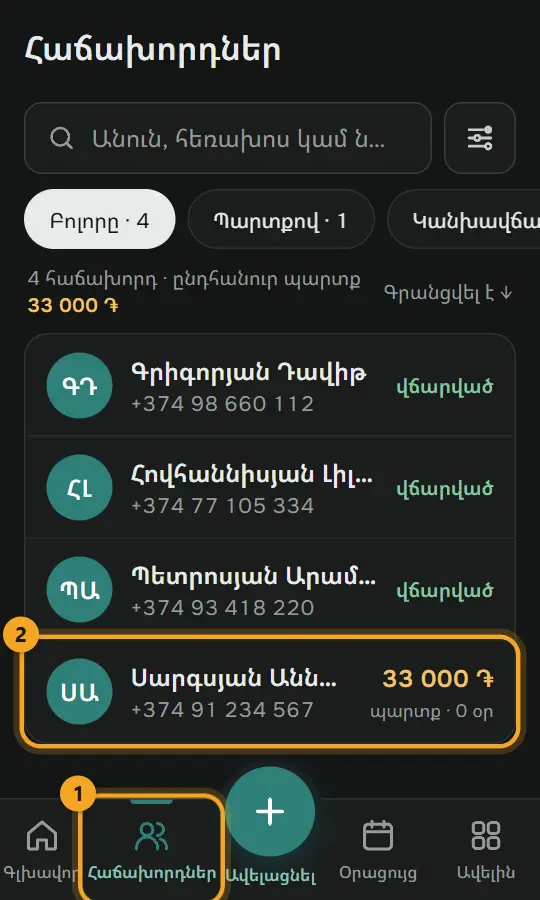 Հաճախորդներ
Անուն, հեռախոս կամ ն...
Բոլորը · 4
Պարտքով · 1
Կանխավճա
4 հաճախորդ · ընդհանուր պարտք
33 000 ֏
Գրանցվել է ↓
ԳԴ
Գրիգորյան Դավիթ
+374 98 660 112
վճարված
ՀԼ
Հովհաննիսյան Լիլ...
+374 77 105 334
վճարված
ՊԱ
Պետրոսյան Արամ...
+374 93 418 220
վճարված
2
ՍԱ
Սարգսյան Անն...
+374 91 234 567
33 000 ֏
պարտք · 0 օր
1
Գլխավոր
Հաճախորդներ
Ավելացնել
Օրացույց
Ավելին